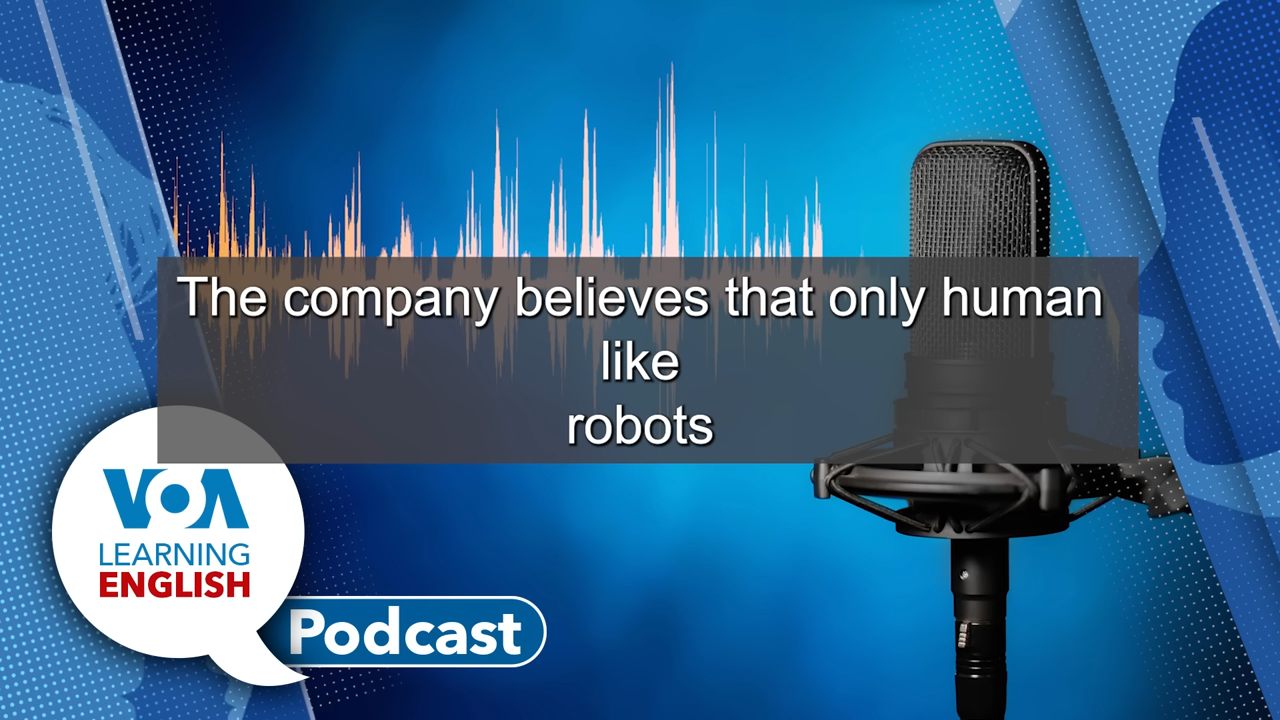 The company believes that only human
like
robots
VOA
LEARNING
ENGLISH
Podcast